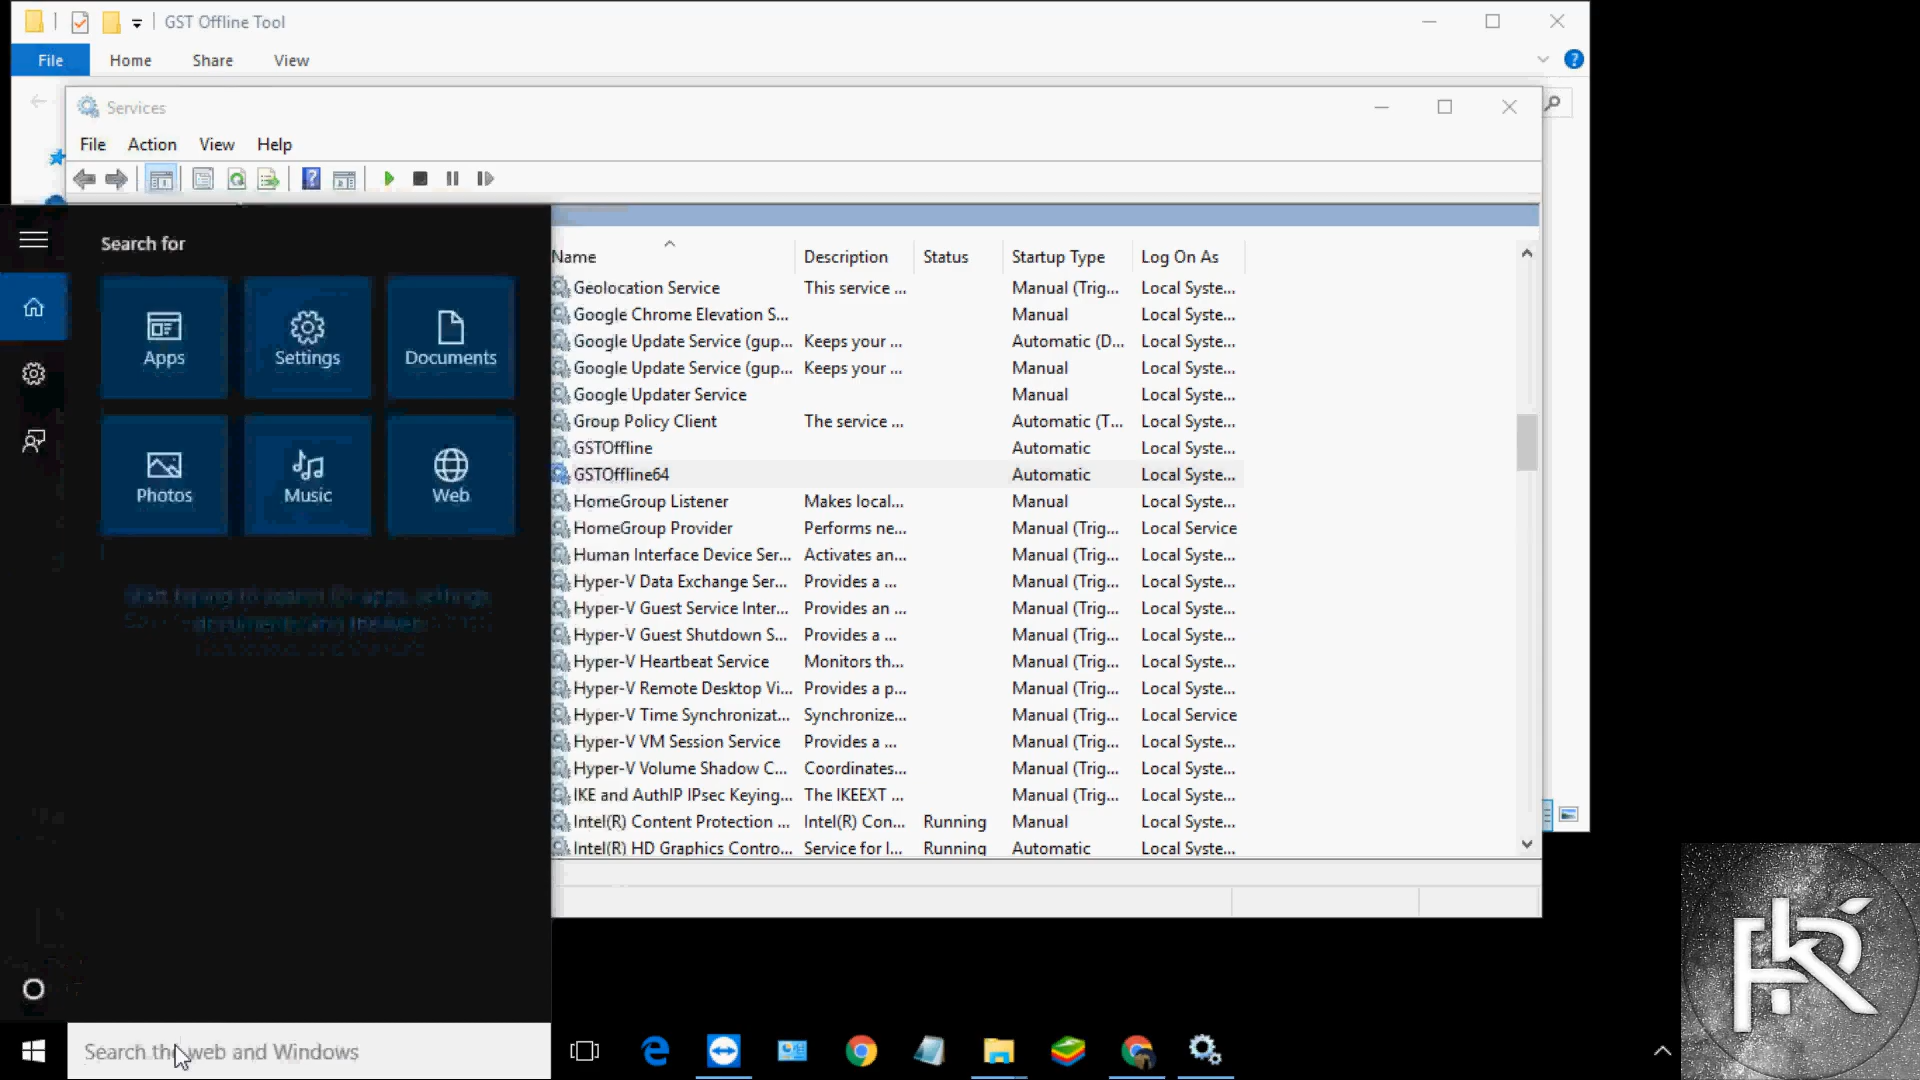 GST Offline Tool
File Home Share View
Services
File Action View Help
Search for
Apps Settings Documents
Photos Music Web
Start typing to search for apps, settings,
documents, and the web.
Name Description Status Startup Type Log On As
Geolocation Service This service ... Manual (Trig... Local Syste...
Google Chrome Elevation S... Manual Local Syste...
Google Update Service (gup... Keeps your ... Automatic (D... Local Syste...
Google Update Service (gup... Keeps your ... Manual Local Syste...
Google Updater Service Manual Local Syste...
Group Policy Client The service ... Automatic (T... Local Syste...
GSTOffline Automatic Local Syste...
GSTOffline64 Automatic Local Syste...
HomeGroup Listener Makes local... Manual Local Syste...
HomeGroup Provider Performs ne... Manual (Trig... Local Service
Human Interface Device Ser... Activates an... Manual (Trig... Local Syste...
Hyper-V Data Exchange Ser... Provides a ... Manual (Trig... Local Syste...
Hyper-V Guest Service Inter... Provides an ... Manual (Trig... Local Syste...
Hyper-V Guest Shutdown S... Provides a ... Manual (Trig... Local Syste...
Hyper-V Heartbeat Service Monitors th... Manual (Trig... Local Syste...
Hyper-V Remote Desktop Vi... Provides a p... Manual (Trig... Local Syste...
Hyper-V Time Synchronizat... Synchronize... Manual (Trig... Local Service
Hyper-V VM Session Service Provides a ... Manual (Trig... Local Syste...
Hyper-V Volume Shadow C... Coordinates... Manual (Trig... Local Syste...
IKE and AuthIP IPsec Keying... The IKEEXT ... Manual (Trig... Local Syste...
Intel(R) Content Protection ... Intel(R) Con... Running Manual Local Syste...
Intel(R) HD Graphics Contro... Service for I... Running Automatic Local Syste...
Search the web and Windows